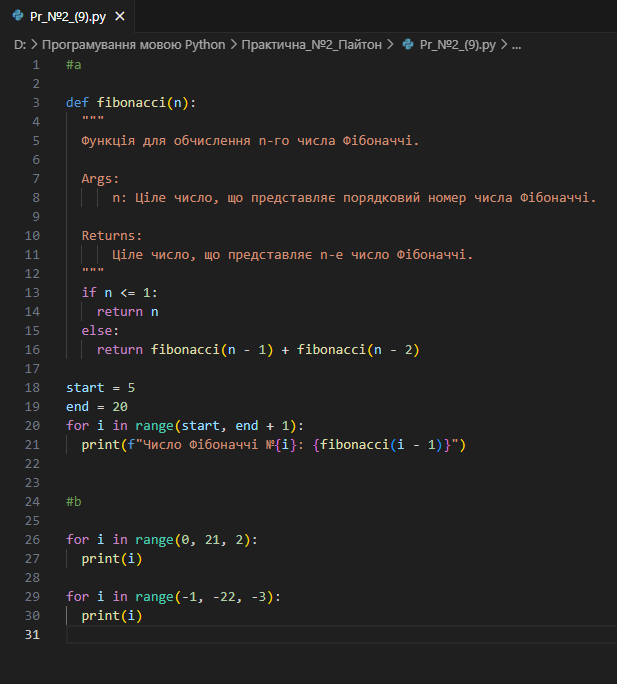 Pr_№2_(9).py ×
D: > Програмування мовою Python > Практична_№2_Пайтон > Pr_№2_(9).py > ...
1 #a
2
3 def fibonacci(n):
4   """
5   Функція для обчислення n-го числа Фібоначчі.
6
7   Args:
8       n: Ціле число, що представляє порядковий номер числа Фібоначчі.
9
10   Returns:
11       Ціле число, що представляє n-е число Фібоначчі.
12   """
13   if n <= 1:
14     return n
15   else:
16     return fibonacci(n - 1) + fibonacci(n - 2)
17
18 start = 5
19 end = 20
20 for i in range(start, end + 1):
21   print(f"Число Фібоначчі №{i}: {fibonacci(i - 1)}")
22
23
24 #b
25
26 for i in range(0, 21, 2):
27   print(i)
28
29 for i in range(-1, -22, -3):
30   print(i)
31